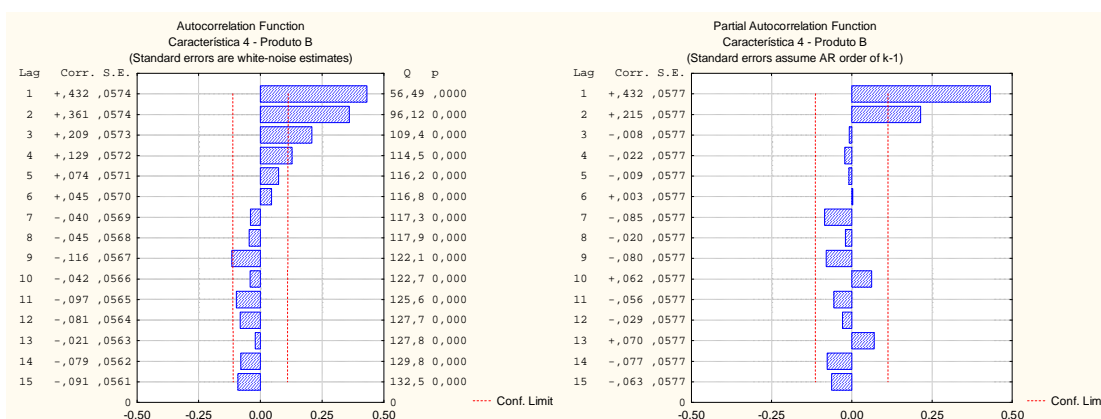 Autocorrelation Function
Característica 4 - Produto B
(Standard errors are white-noise estimates)
Lag Corr. S.E. Q p
1 +,432 ,0574 56,49 ,0000
2 +,361 ,0574 96,12 0,000
3 +,209 ,0573 109,4 0,000
4 +,129 ,0572 114,5 0,000
5 +,074 ,0571 116,2 0,000
6 +,045 ,0570 116,8 0,000
7 -,040 ,0569 117,3 0,000
8 -,045 ,0568 117,9 0,000
9 -,116 ,0567 122,1 0,000
10 -,042 ,0566 122,7 0,000
11 -,097 ,0565 125,6 0,000
12 -,081 ,0564 127,7 0,000
13 -,021 ,0563 127,8 0,000
14 -,079 ,0562 129,8 0,000
15 -,091 ,0561 132,5 0,000
0 0
-0.50 -0.25 0.00 0.25 0.50
Conf. Limit
Partial Autocorrelation Function
Característica 4 - Produto B
(Standard errors assume AR order of k-1)
Lag Corr. S.E.
1 +,432 ,0577
2 +,215 ,0577
3 -,008 ,0577
4 -,022 ,0577
5 -,009 ,0577
6 +,003 ,0577
7 -,085 ,0577
8 -,020 ,0577
9 -,080 ,0577
10 +,062 ,0577
11 -,056 ,0577
12 -,029 ,0577
13 +,070 ,0577
14 -,077 ,0577
15 -,063 ,0577
0 0
-0.50 -0.25 0.00 0.25 0.50
Conf. Lim